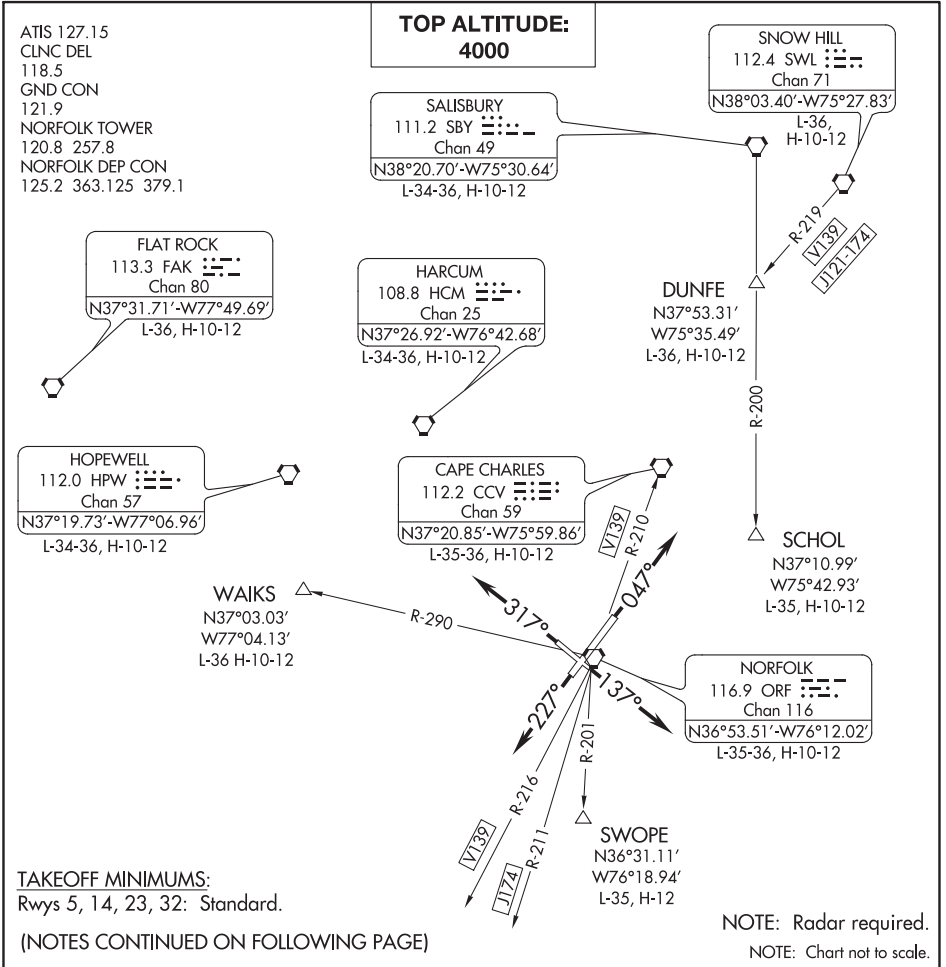 ATIS 127.15
CLNC DEL
118.5
GND CON
121.9
NORFOLK TOWER
120.8 257.8
NORFOLK DEP CON
125.2 363.125 379.1
TOP ALTITUDE:
4000
SNOW HILL
112.4 SWL
Chan 71
N38°03.40'-W75°27.83'
L-36,
H-10-12
SALISBURY
111.2 SBY
Chan 49
N38°20.70'-W75°30.64'
L-34-36, H-10-12
R-219
V139
J121-174
FLAT ROCK
113.3 FAK
Chan 80
N37°31.71'-W77°49.69'
L-36, H-10-12
HARCUM
108.8 HCM
Chan 25
N37°26.92'-W76°42.68'
L-34-36, H-10-12
DUNFE
N37°53.31'
W75°35.49'
L-36, H-10-12
R-200
HOPEWELL
112.0 HPW
Chan 57
N37°19.73'-W77°06.96'
L-34-36, H-10-12
CAPE CHARLES
112.2 CCV
Chan 59
N37°20.85'-W75°59.86'
L-35-36, H-10-12
V139
R-210
SCHOL
N37°10.99'
W75°42.93'
L-35, H-10-12
WAIKS
N37°03.03'
W77°04.13'
L-36 H-10-12
R-290
317°
047°
227°
137°
NORFOLK
116.9 ORF
Chan 116
N36°53.51'-W76°12.02'
L-35-36, H-10-12
R-201
R-216
V139
R-211
J174
SWOPE
N36°31.11'
W76°18.94'
L-35, H-12
TAKEOFF MINIMUMS:
Rwys 5, 14, 23, 32: Standard.
(NOTES CONTINUED ON FOLLOWING PAGE)
NOTE: Radar required.
NOTE: Chart not to scale.